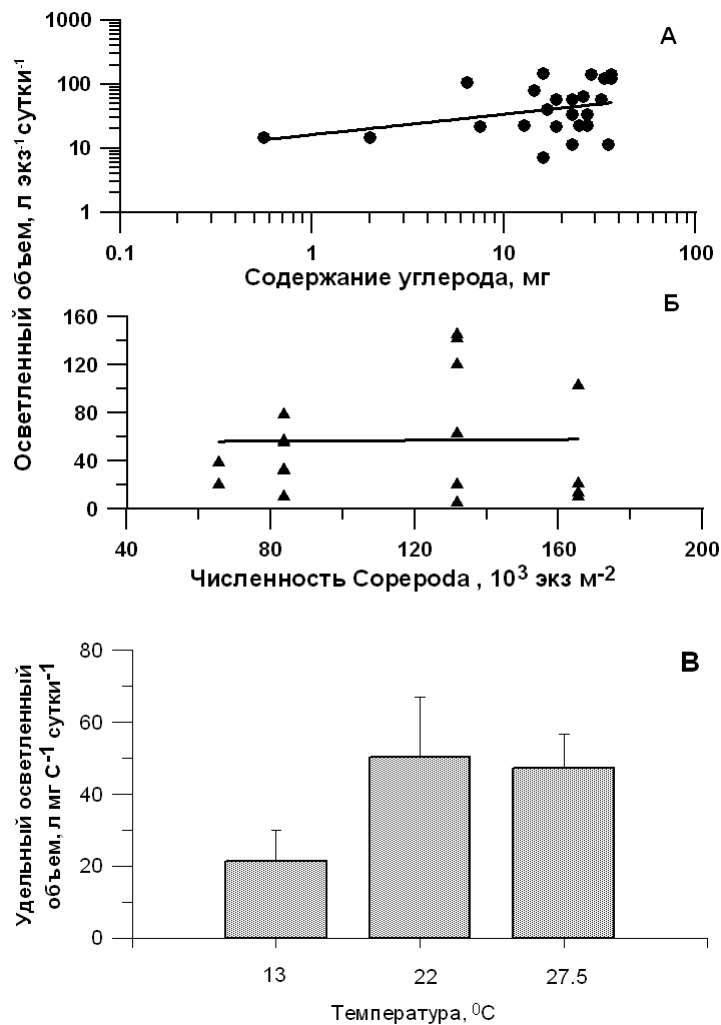 А
1000
100
10
1
0.1
1
10
100
Содержание углерода, мг
Осветленный объем, л экз⁻¹ сутки⁻¹
Б
160
120
80
40
0
40
80
120
160
200
Численность Copepoda , 10³ экз м⁻²
В
80
60
40
20
0
Удельный осветленный
объем, л мг С⁻¹ сутки⁻¹
13
22
27.5
Температура, ⁰С